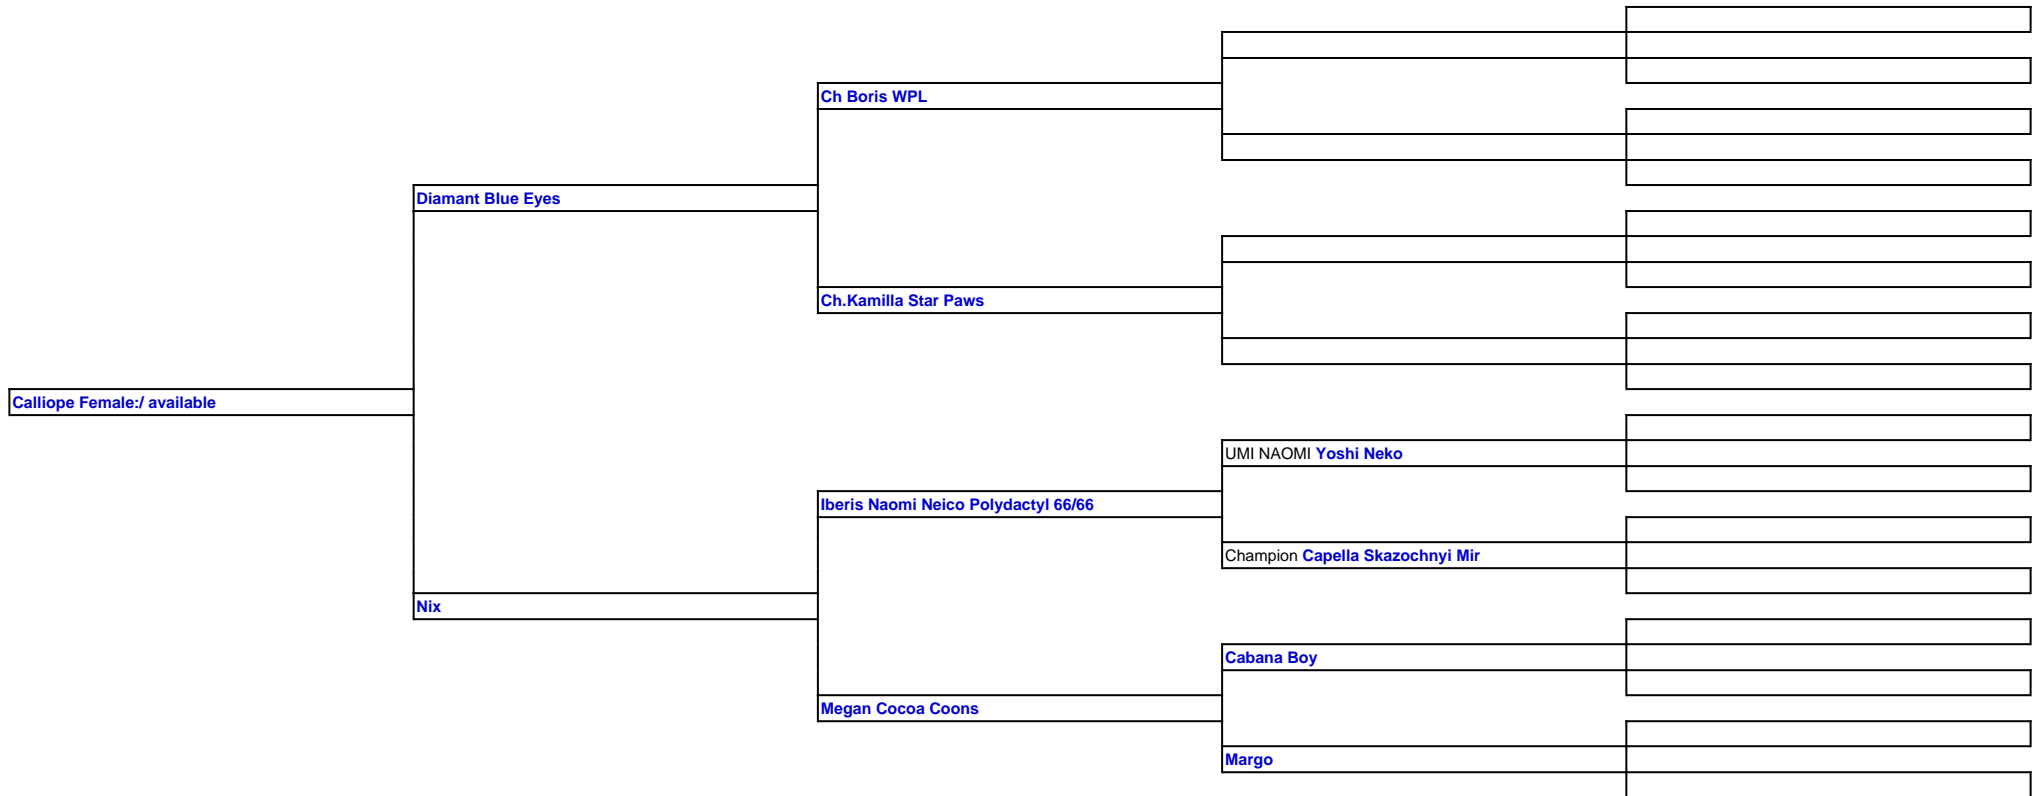 Ch Boris WPL
Diamant Blue Eyes
Ch.Kamilla Star Paws
Calliope Female:/ available
UMI NAOMI Yoshi Neko
Iberis Naomi Neico Polydactyl 66/66
Champion Capella Skazochnyi Mir
Nix
Cabana Boy
Megan Cocoa Coons
Margo